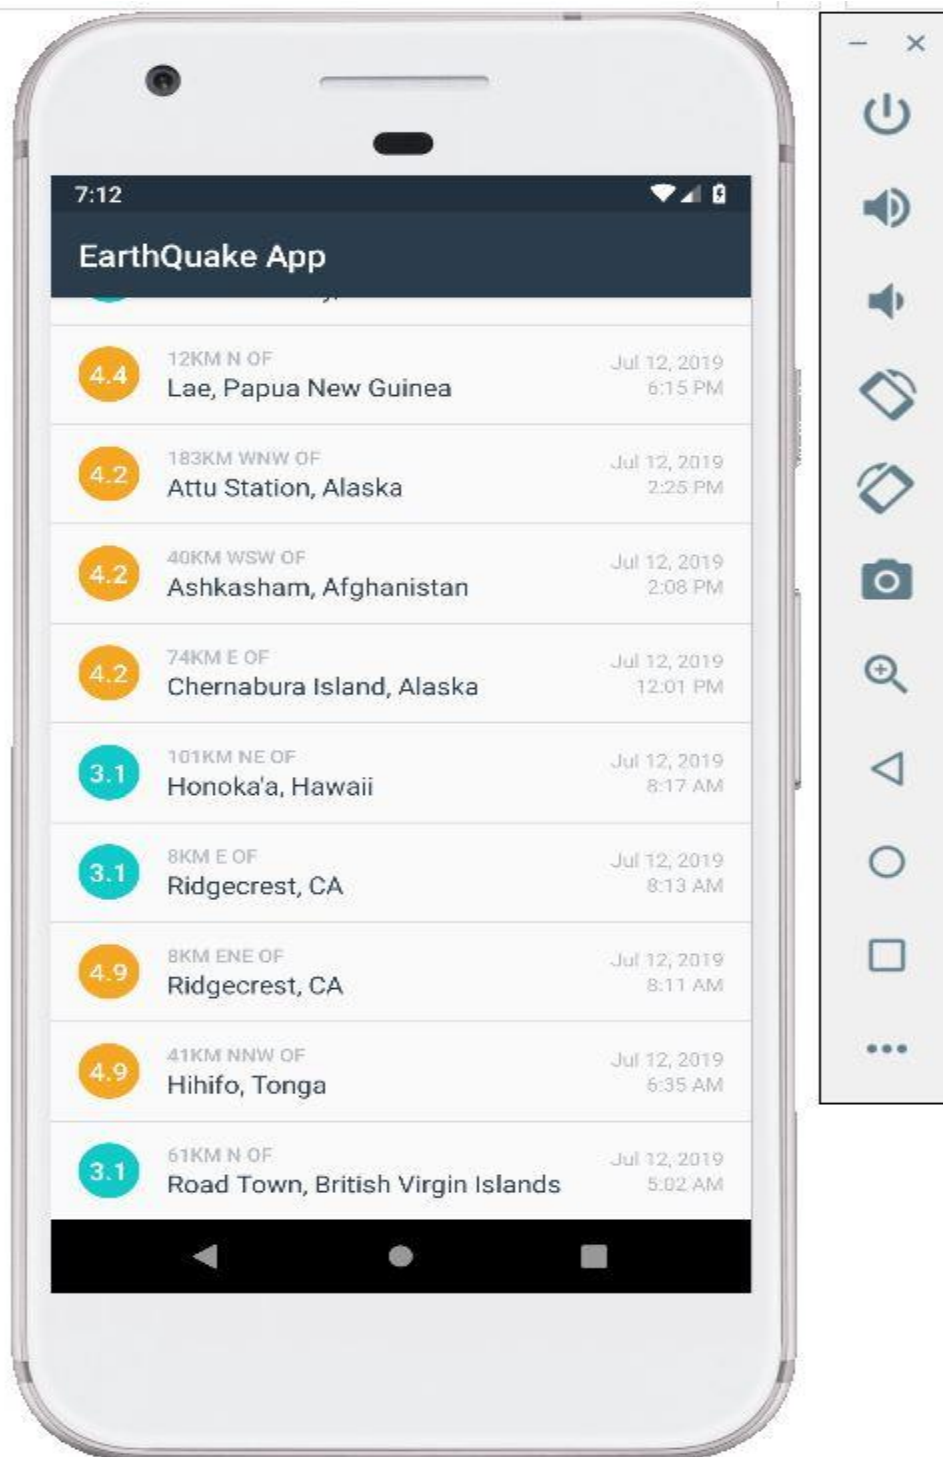 7:12
EarthQuake App
4.4
12KM N OF
Lae, Papua New Guinea
Jul 12, 2019
6:15 PM
4.2
183KM WNW OF
Attu Station, Alaska
Jul 12, 2019
2:25 PM
4.2
40KM WSW OF
Ashkasham, Afghanistan
Jul 12, 2019
2:08 PM
4.2
74KM E OF
Chernabura Island, Alaska
Jul 12, 2019
12:01 PM
3.1
101KM NE OF
Honoka'a, Hawaii
Jul 12, 2019
8:17 AM
3.1
8KM E OF
Ridgecrest, CA
Jul 12, 2019
8:13 AM
4.9
8KM ENE OF
Ridgecrest, CA
Jul 12, 2019
8:11 AM
4.9
41KM NNW OF
Hihifo, Tonga
Jul 12, 2019
6:35 AM
3.1
61KM N OF
Road Town, British Virgin Islands
Jul 12, 2019
5:02 AM